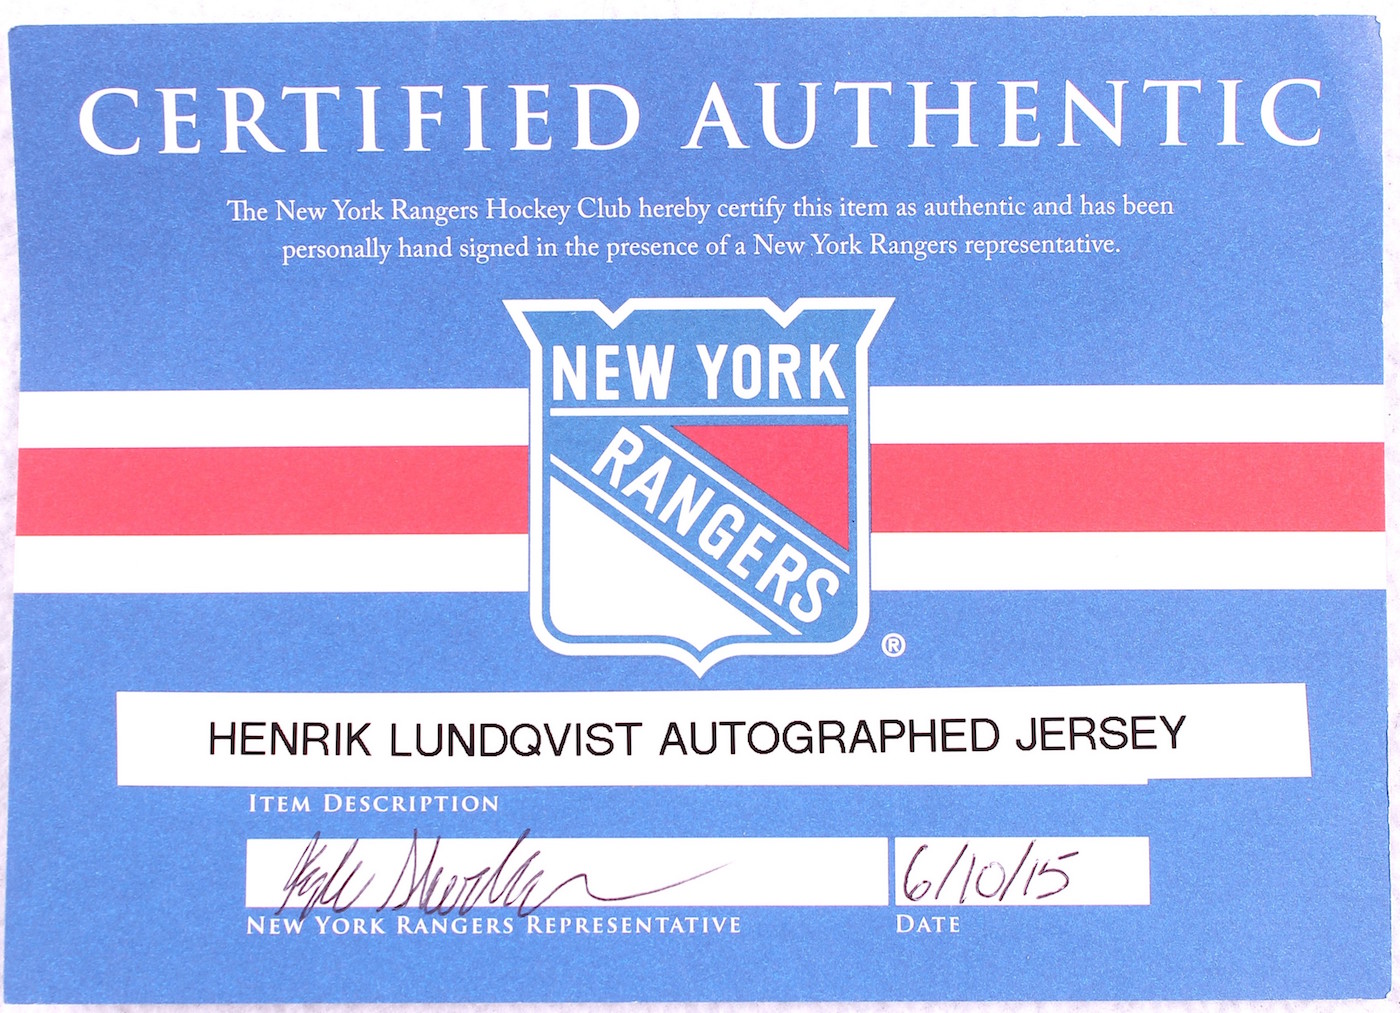 CERTIFIED AUTHENTIC
The New York Rangers Hockey Club hereby certify this item as authentic and has been
personally hand signed in the presence of a New York Rangers representative.
NEW YORK
RANGERS
®
HENRIK LUNDQVIST AUTOGRAPHED JERSEY
ITEM DESCRIPTION
6/10/15
NEW YORK RANGERS REPRESENTATIVE DATE